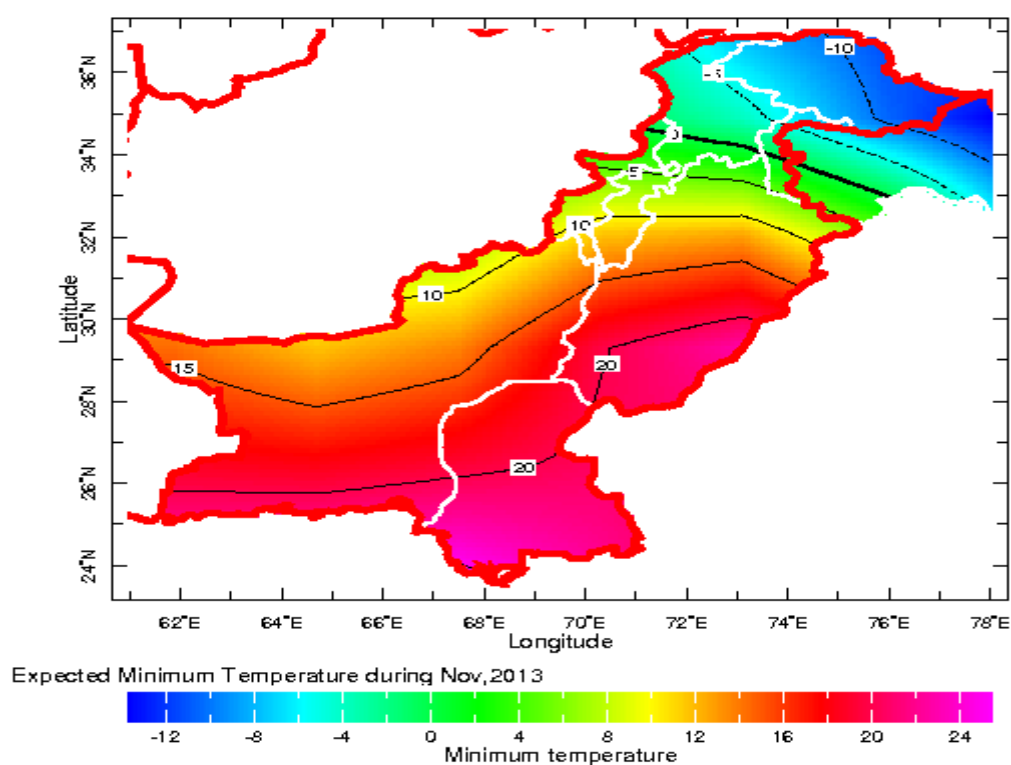 -10
36°N
-5
34°N
0
5
32°N
10
10
30°N
Latitude
15
20
28°N
20
26°N
24°N
62°E 64°E 66°E 68°E 70°E 72°E 74°E 76°E 78°E
Longitude
Expected Minimum Temperature during Nov,2013
-12 -8 -4 0 4 8 12 16 20 24
Minimum temperature